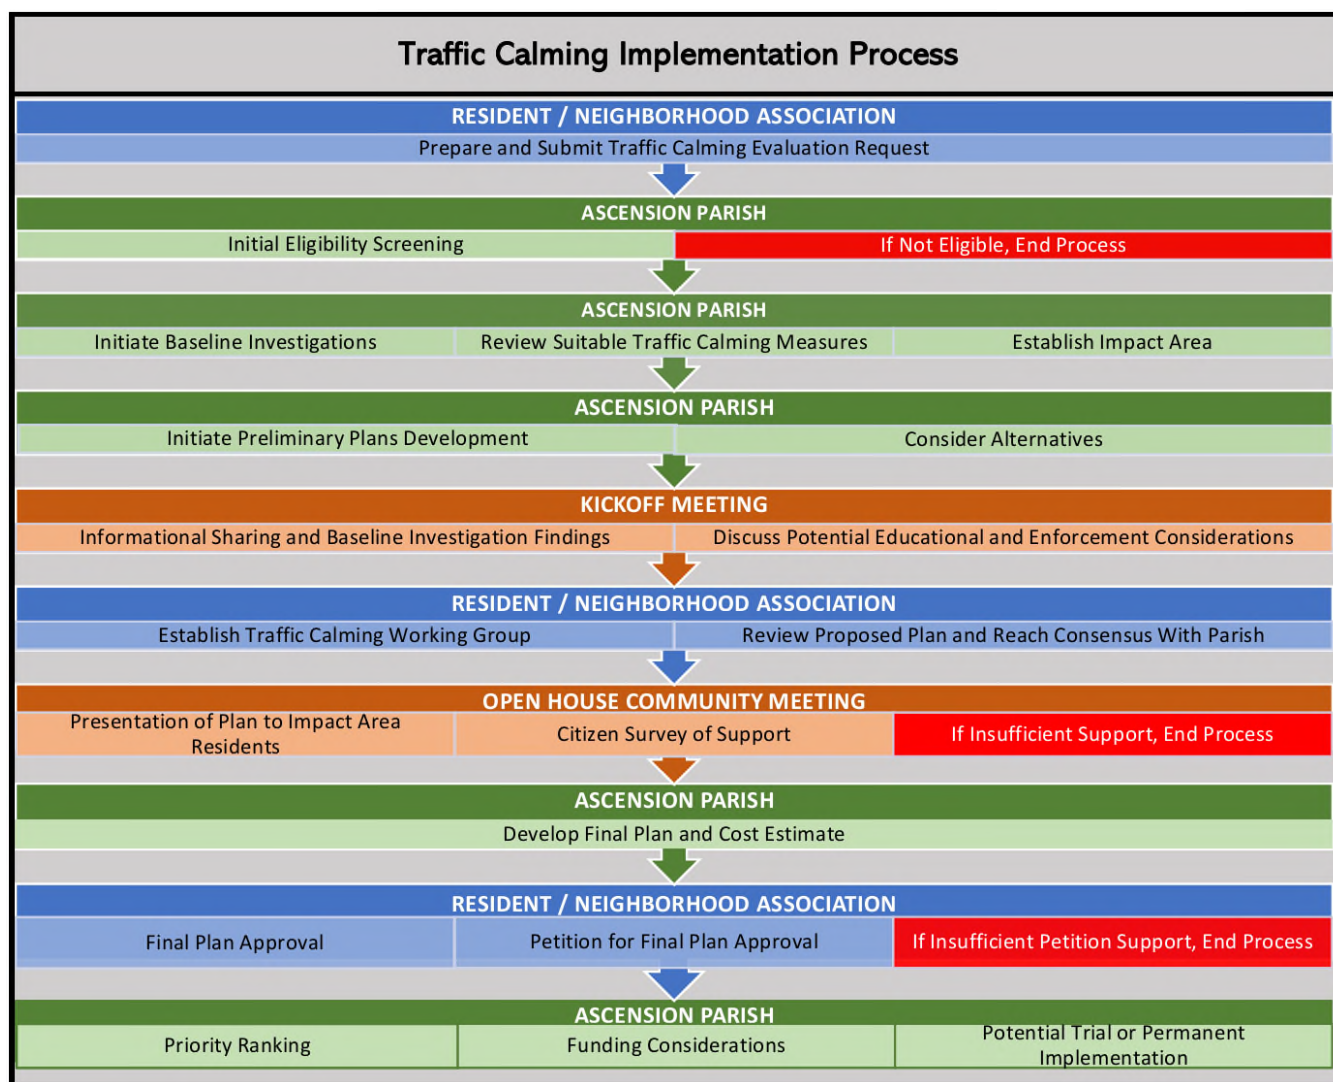 Traffic Calming Implementation Process
RESIDENT / NEIGHBORHOOD ASSOCIATION
Prepare and Submit Traffic Calming Evaluation Request
ASCENSION PARISH
Initial Eligibility Screening
If Not Eligible, End Process
ASCENSION PARISH
Initiate Baseline Investigations
Review Suitable Traffic Calming Measures
Establish Impact Area
ASCENSION PARISH
Initiate Preliminary Plans Development
Consider Alternatives
KICKOFF MEETING
Informational Sharing and Baseline Investigation Findings
Discuss Potential Educational and Enforcement Considerations
RESIDENT / NEIGHBORHOOD ASSOCIATION
Establish Traffic Calming Working Group
Review Proposed Plan and Reach Consensus With Parish
OPEN HOUSE COMMUNITY MEETING
Presentation of Plan to Impact Area
Residents
Citizen Survey of Support
If Insufficient Support, End Process
ASCENSION PARISH
Develop Final Plan and Cost Estimate
RESIDENT / NEIGHBORHOOD ASSOCIATION
Final Plan Approval
Petition for Final Plan Approval
If Insufficient Petition Support, End Process
ASCENSION PARISH
Priority Ranking
Funding Considerations
Potential Trial or Permanent
Implementation